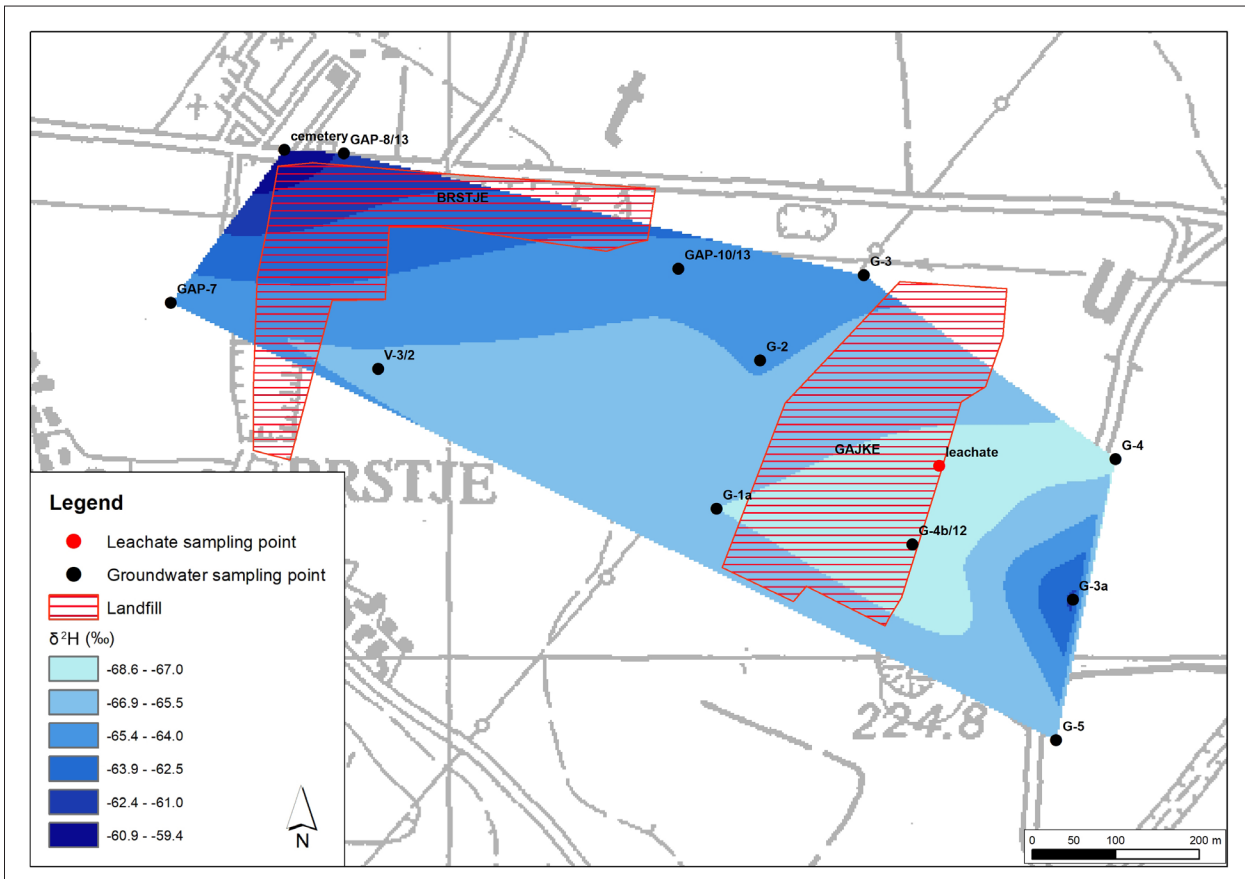 cemetery
GAP-8/13
BRSTJE
GAP-10/13
G-3
GAP-7
V-3/2
G-2
GAJKE
leachate
G-4
BRSTJE
G-1a
G-4b/12
G-3a
224.8
G-5
Legend
Leachate sampling point
Groundwater sampling point
Landfill
δ²H (‰)
-68.6 - -67.0
-66.9 - -65.5
-65.4 - -64.0
-63.9 - -62.5
-62.4 - -61.0
-60.9 - -59.4
N
0 50 100 200 m